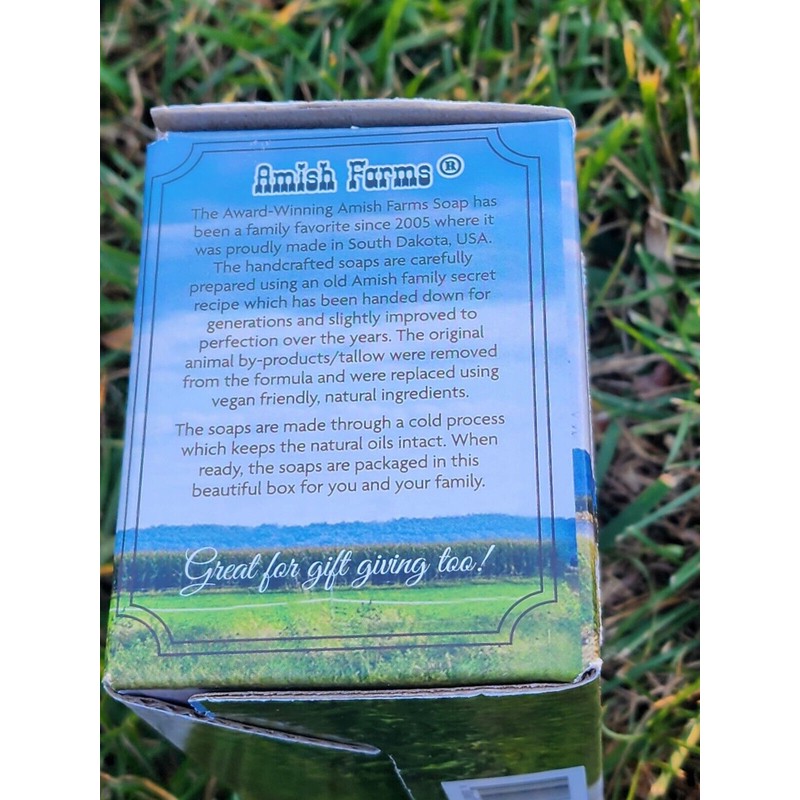 Amish Farms®
The Award-Winning Amish Farms Soap has
been a family favorite since 2005 where it
was proudly made in South Dakota, USA.
The handcrafted soaps are carefully
prepared using an old Amish family secret
recipe which has been handed down for
generations and slightly improved to
perfection over the years. The original
animal by-products/tallow were removed
from the formula and were replaced using
vegan friendly, natural ingredients.
The soaps are made through a cold process
which keeps the natural oils intact. When
ready, the soaps are packaged in this
beautiful box for you and your family.
Great for gift giving too!